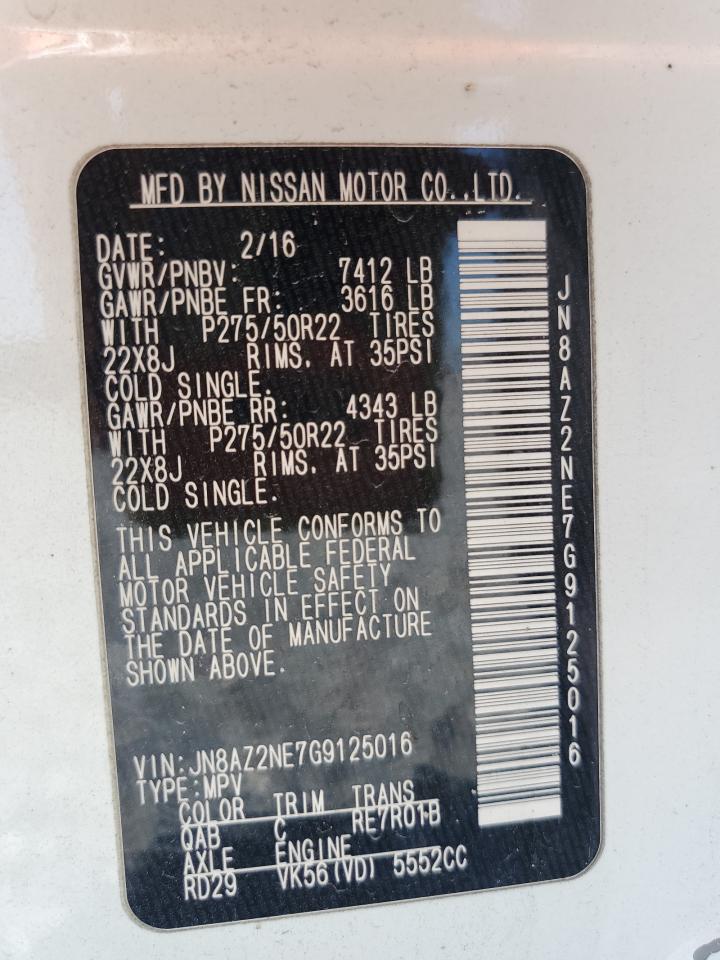 MFD BY NISSAN MOTOR CO.,LTD.
DATE: 2/16
GVWR/PNBV: 7412 LB
GAWR/PNBE FR: 3616 LB
WITH P275/50R22 TIRES
22X8J RIMS, AT 35PSI
COLD SINGLE.
GAWR/PNBE RR: 4343 LB
WITH P275/50R22 TIRES
22X8J RIMS, AT 35PSI
COLD SINGLE.
THIS VEHICLE CONFORMS TO
ALL APPLICABLE FEDERAL
MOTOR VEHICLE SAFETY
STANDARDS IN EFFECT ON
THE DATE OF MANUFACTURE
SHOWN ABOVE.
VIN:JN8AZ2NE7G9125016
TYPE:MPV
COLOR TRIM TRANS
QAB C RE7R01B
AXLE ENGINE
RD29 VK56(VD) 5552CC
JN8AZ2NE7G9125016